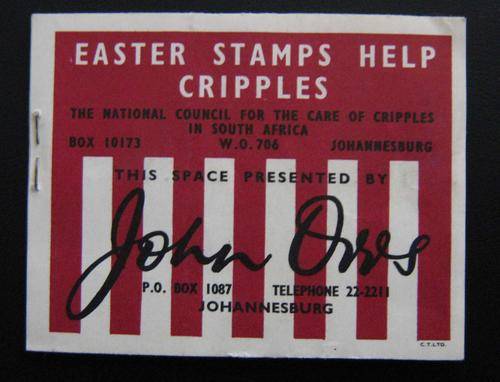 EASTER STAMPS HELP
CRIPPLES
THE NATIONAL COUNCIL FOR THE CARE OF CRIPPLES
IN SOUTH AFRICA
BOX 10173 W.O. 706 JOHANNESBURG
THIS SPACE PRESENTED BY
John Orrs
P.O. BOX 1087 TELEPHONE 22-2211
JOHANNESBURG
C.T.LTD.